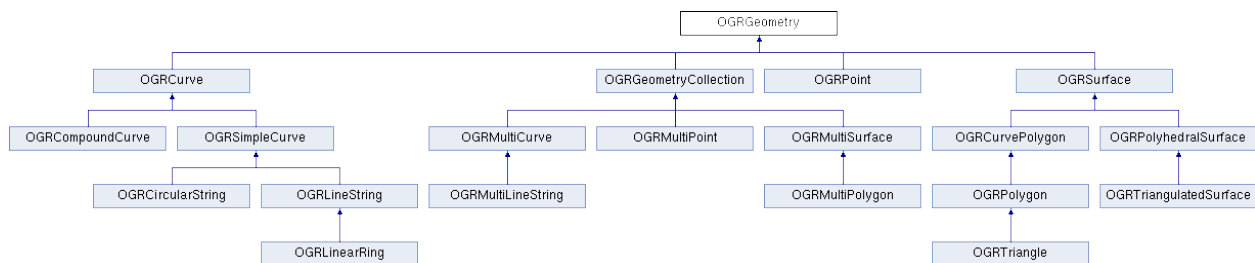 OGRGeometry
OGRCurve
OGRGeometryCollection
OGRPoint
OGRSurface
OGRCompoundCurve
OGRSimpleCurve
OGRMultiCurve
OGRMultiPoint
OGRMultiSurface
OGRCurvePolygon
OGRPolyhedralSurface
OGRCircularString
OGRLineString
OGRMultiLineString
OGRMultiPolygon
OGRPolygon
OGRTriangulatedSurface
OGRLinearRing
OGRTriangle